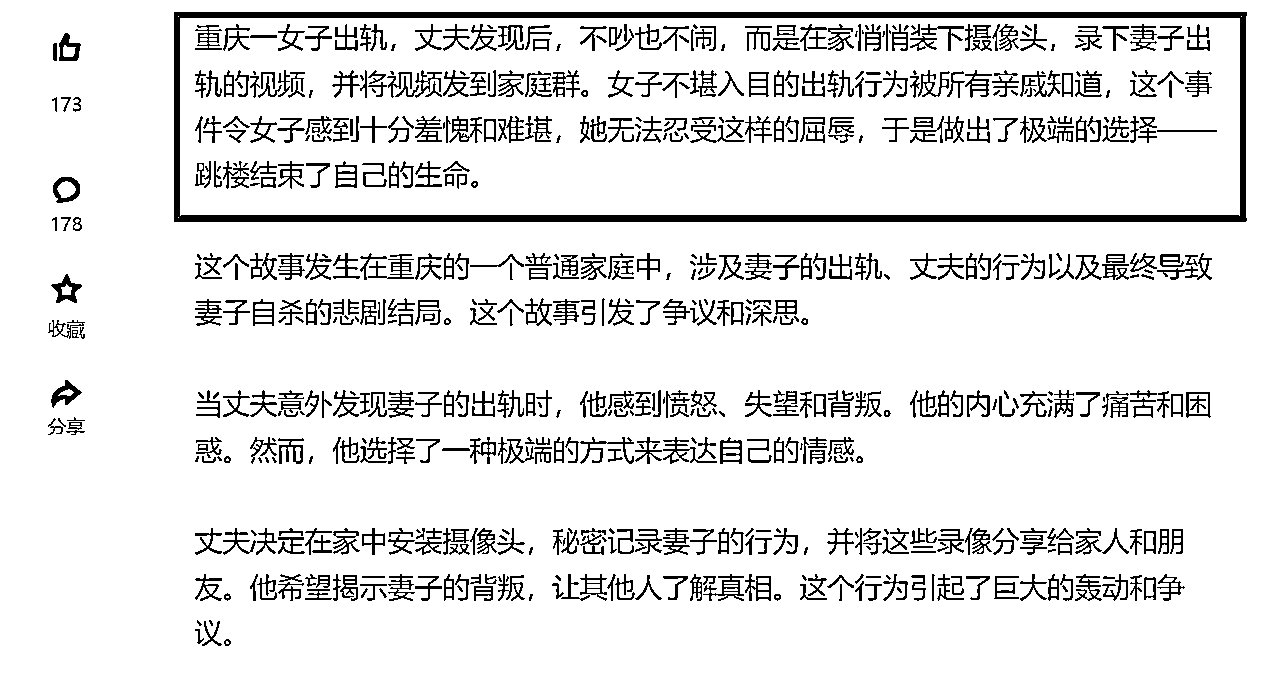 173
178
收藏
分享
重庆一女子出轨，丈夫发现后，不吵也不闹，而是在家悄悄装下摄像头，录下妻子出
轨的视频，并将视频发到家庭群。女子不堪入目的出轨行为被所有亲戚知道，这个事
件令女子感到十分羞愧和难堪，她无法忍受这样的屈辱，于是做出了极端的选择——
跳楼结束了自己的生命。
这个故事发生在重庆的一个普通家庭中，涉及妻子的出轨、丈夫的行为以及最终导致
妻子自杀的悲剧结局。这个故事引发了争议和深思。
当丈夫意外发现妻子的出轨时，他感到愤怒、失望和背叛。他的内心充满了痛苦和困
惑。然而，他选择了一种极端的方式来表达自己的情感。
丈夫决定在家中安装摄像头，秘密记录妻子的行为，并将这些录像分享给家人和朋
友。他希望揭示妻子的背叛，让其他人了解真相。这个行为引起了巨大的轰动和争
议。